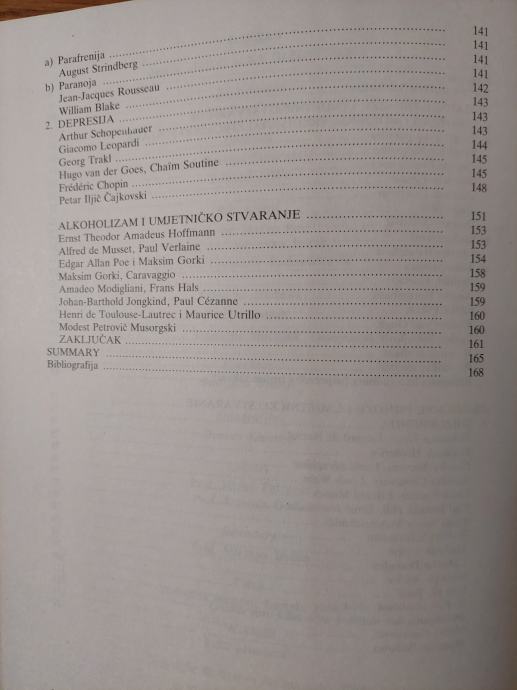 a) Parafrenija ........ 141
August Strindberg ........ 141
b) Paranoja ........ 141
Jean-Jacques Rousseau ........ 141
William Blake ........ 142
2. DEPRESIJA ........ 143
Arthur Schopenhauer ........ 143
Giacomo Leopardi ........ 143
Georg Trakl ........ 144
Hugo van der Goes, Chaïm Soutine ........ 145
Frédéric Chopin ........ 145
Petar Iljič Čajkovski ........ 148
ALKOHOLIZAM I UMJETNIČKO STVARANJE ........ 151
Ernst Theodor Amadeus Hoffmann ........ 153
Alfred de Musset, Paul Verlaine ........ 153
Edgar Allan Poe i Maksim Gorki ........ 154
Maksim Gorki, Caravaggio ........ 158
Amadeo Modigliani, Frans Hals ........ 159
Johan-Barthold Jongkind, Paul Cézanne ........ 159
Henri de Toulouse-Lautrec i Maurice Utrillo ........ 160
Modest Petrovič Musorgski ........ 160
ZAKLJUČAK ........ 161
SUMMARY ........ 165
Bibliografija ........ 168